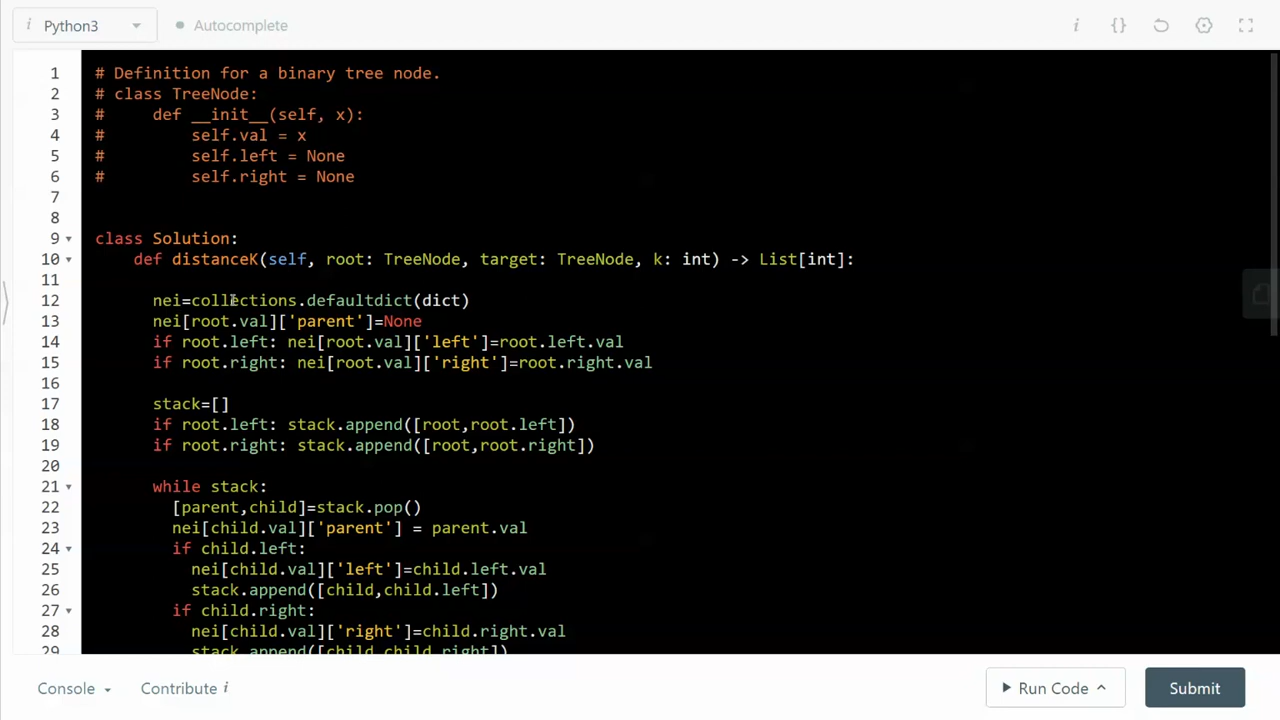 i Python3 Autocomplete i {}
1 # Definition for a binary tree node.
2 # class TreeNode:
3 #     def __init__(self, x):
4 #         self.val = x
5 #         self.left = None
6 #         self.right = None
7
8
9 class Solution:
10     def distanceK(self, root: TreeNode, target: TreeNode, k: int) -> List[int]:
11
12       nei=collections.defaultdict(dict)
13       nei[root.val]['parent']=None
14       if root.left: nei[root.val]['left']=root.left.val
15       if root.right: nei[root.val]['right']=root.right.val
16
17       stack=[]
18       if root.left: stack.append([root,root.left])
19       if root.right: stack.append([root,root.right])
20
21       while stack:
22         [parent,child]=stack.pop()
23         nei[child.val]['parent'] = parent.val
24         if child.left:
25           nei[child.val]['left']=child.left.val
26           stack.append([child,child.left])
27         if child.right:
28           nei[child.val]['right']=child.right.val
29           stack.append([child,child.right])
Console Contribute i Run Code Submit